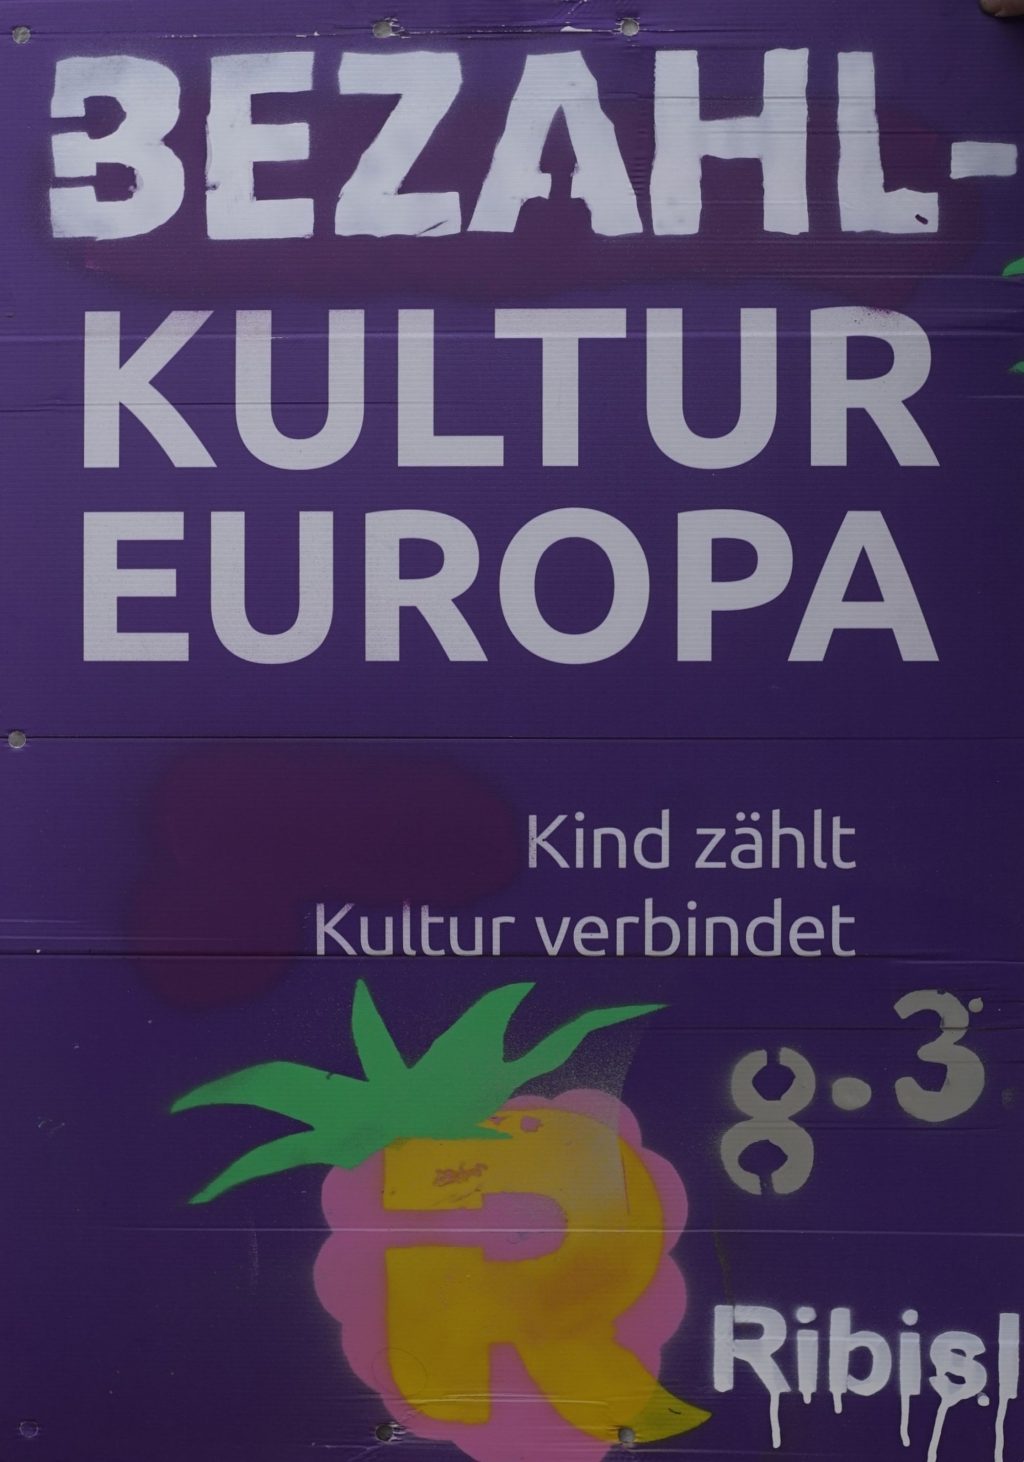 BEZAHL-
KULTUR
EUROPA
Kind zählt
Kultur verbindet
8.3
R
Ribisl